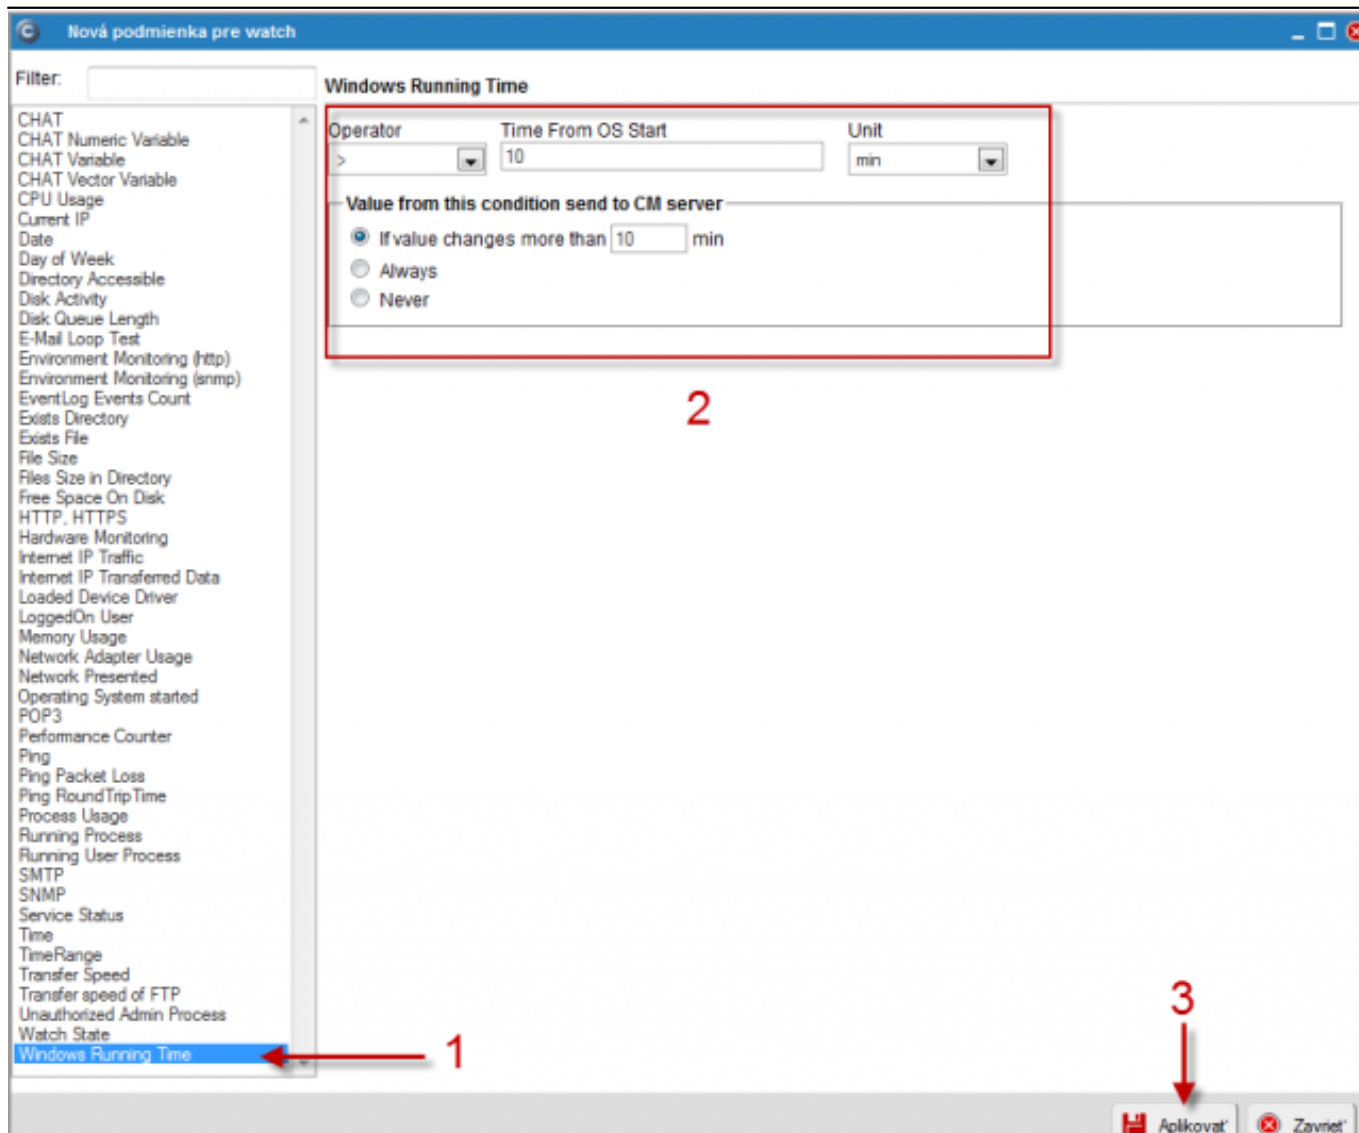 Nová podmienka pre watch
Filter:
Windows Running Time
CHAT
CHAT Numeric Variable
CHAT Variable
CHAT Vector Variable
CPU Usage
Current IP
Date
Day of Week
Directory Accessible
Disk Activity
Disk Queue Length
E-Mail Loop Test
Environment Monitoring (http)
Environment Monitoring (snmp)
EventLog Events Count
Exists Directory
Exists File
File Size
Files Size in Directory
Free Space On Disk
HTTP, HTTPS
Hardware Monitoring
Internet IP Traffic
Internet IP Transferred Data
Loaded Device Driver
LoggedOn User
Memory Usage
Network Adapter Usage
Network Presented
Operating System started
POP3
Performance Counter
Ping
Ping Packet Loss
Ping RoundTripTime
Process Usage
Running Process
Running User Process
SMTP
SNMP
Service Status
Time
TimeRange
Transfer Speed
Transfer speed of FTP
Unauthorized Admin Process
Watch State
Windows Running Time
1
Operator Time From OS Start Unit
> 10 min
Value from this condition send to CM server
If value changes more than 10 min
Always
Never
2
3
Aplikovať Zavrieť